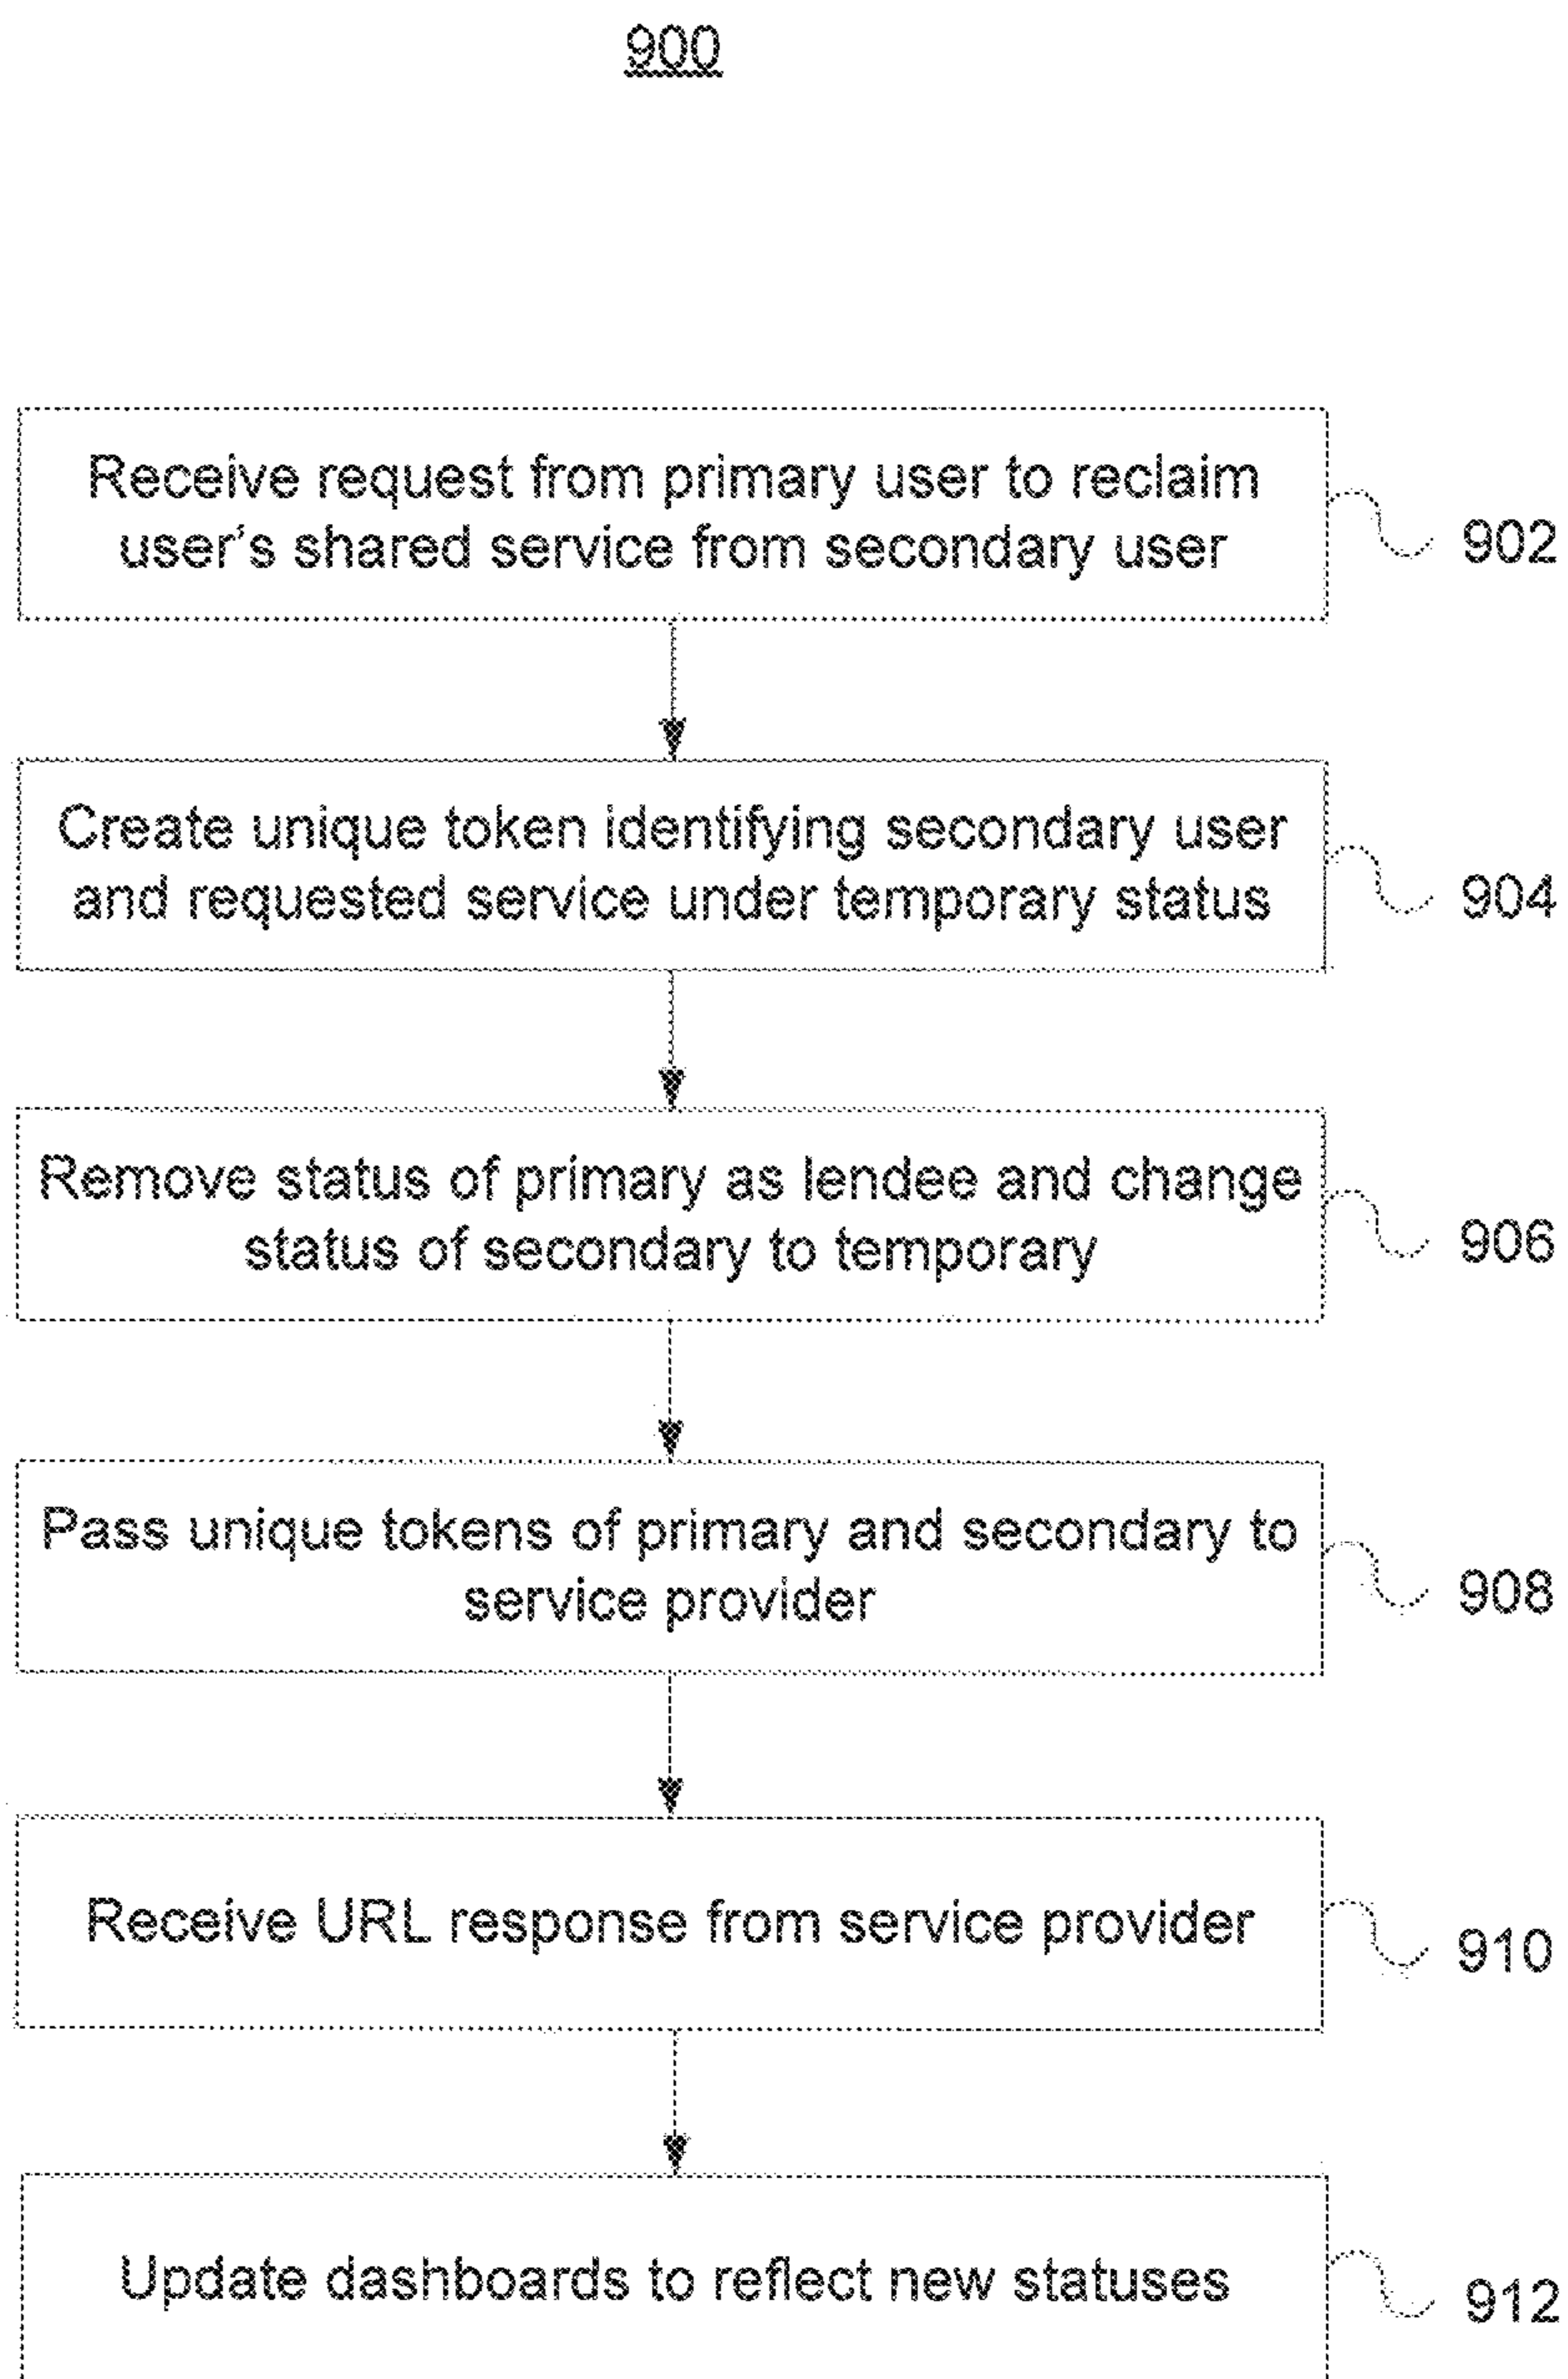 900
Receive request from primary user to reclaim
user's shared service from secondary user
902
Create unique token identifying secondary user
and requested service under temporary status
904
Remove status of primary as lendee and change
status of secondary to temporary
906
Pass unique tokens of primary and secondary to
service provider
908
Receive URL response from service provider
910
Update dashboards to reflect new statuses
912